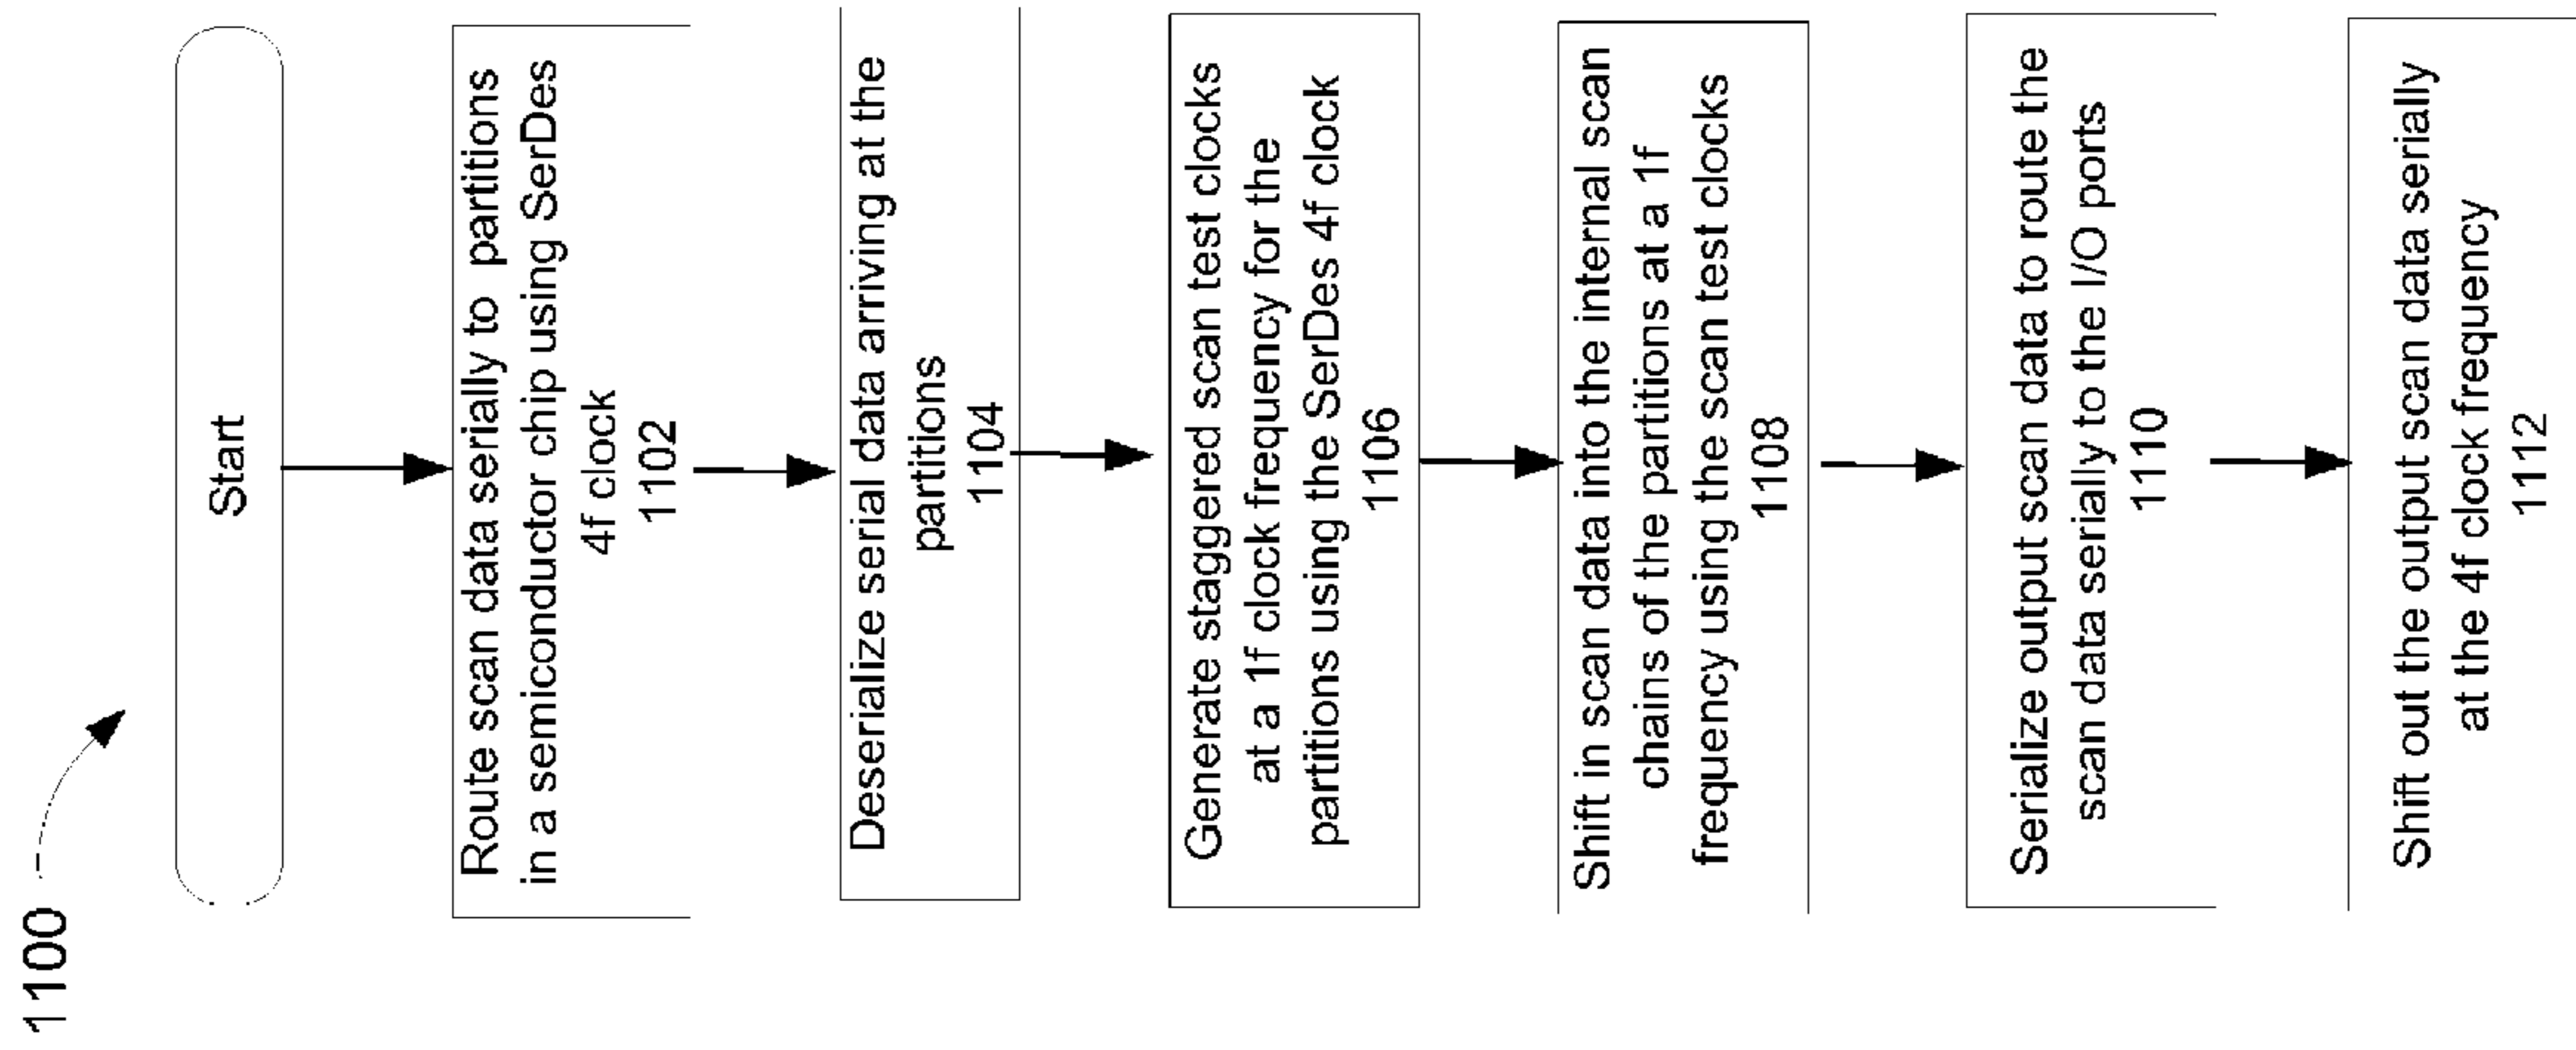 1100
Start
Route scan data serially to partitions
in a semiconductor chip using SerDes
4f clock
1102
Deserialize serial data arriving at the
partitions
1104
Generate staggered scan test clocks
at a 1f clock frequency for the
partitions using the SerDes 4f clock
1106
Shift in scan data into the internal scan
chains of the partitions at a 1f
frequency using the scan test clocks
1108
Serialize output scan data to route the
scan data serially to the I/O ports
1110
Shift out the output scan data serially
at the 4f clock frequency
1112